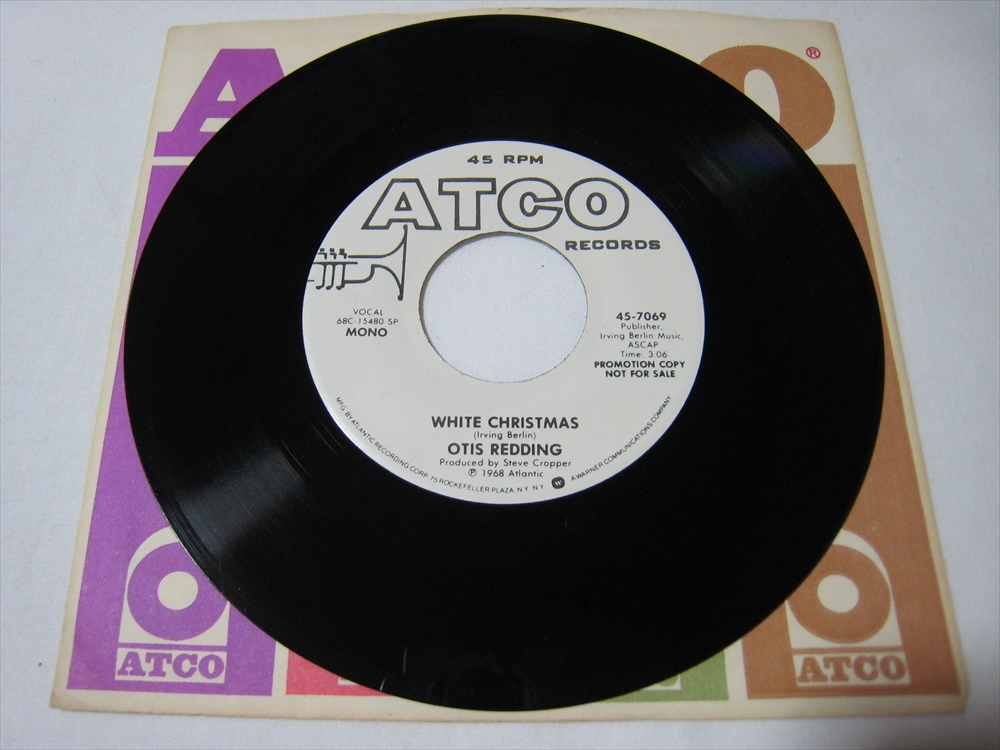 A O ®
45 RPM
ATCO
RECORDS
VOCAL
68C-15480 SP
MONO
45-7069
Publisher,
Irving Berlin Music,
ASCAP
Time: 3:06
PROMOTION COPY
NOT FOR SALE
WHITE CHRISTMAS
(Irving Berlin)
OTIS REDDING
Produced by Steve Cropper
℗ 1968 Atlantic
MFG. BY ATLANTIC RECORDING CORP. 75 ROCKEFELLER PLAZA N.Y. N.Y. W A WARNER COMMUNICATIONS COMPANY
ATCO
ATCO